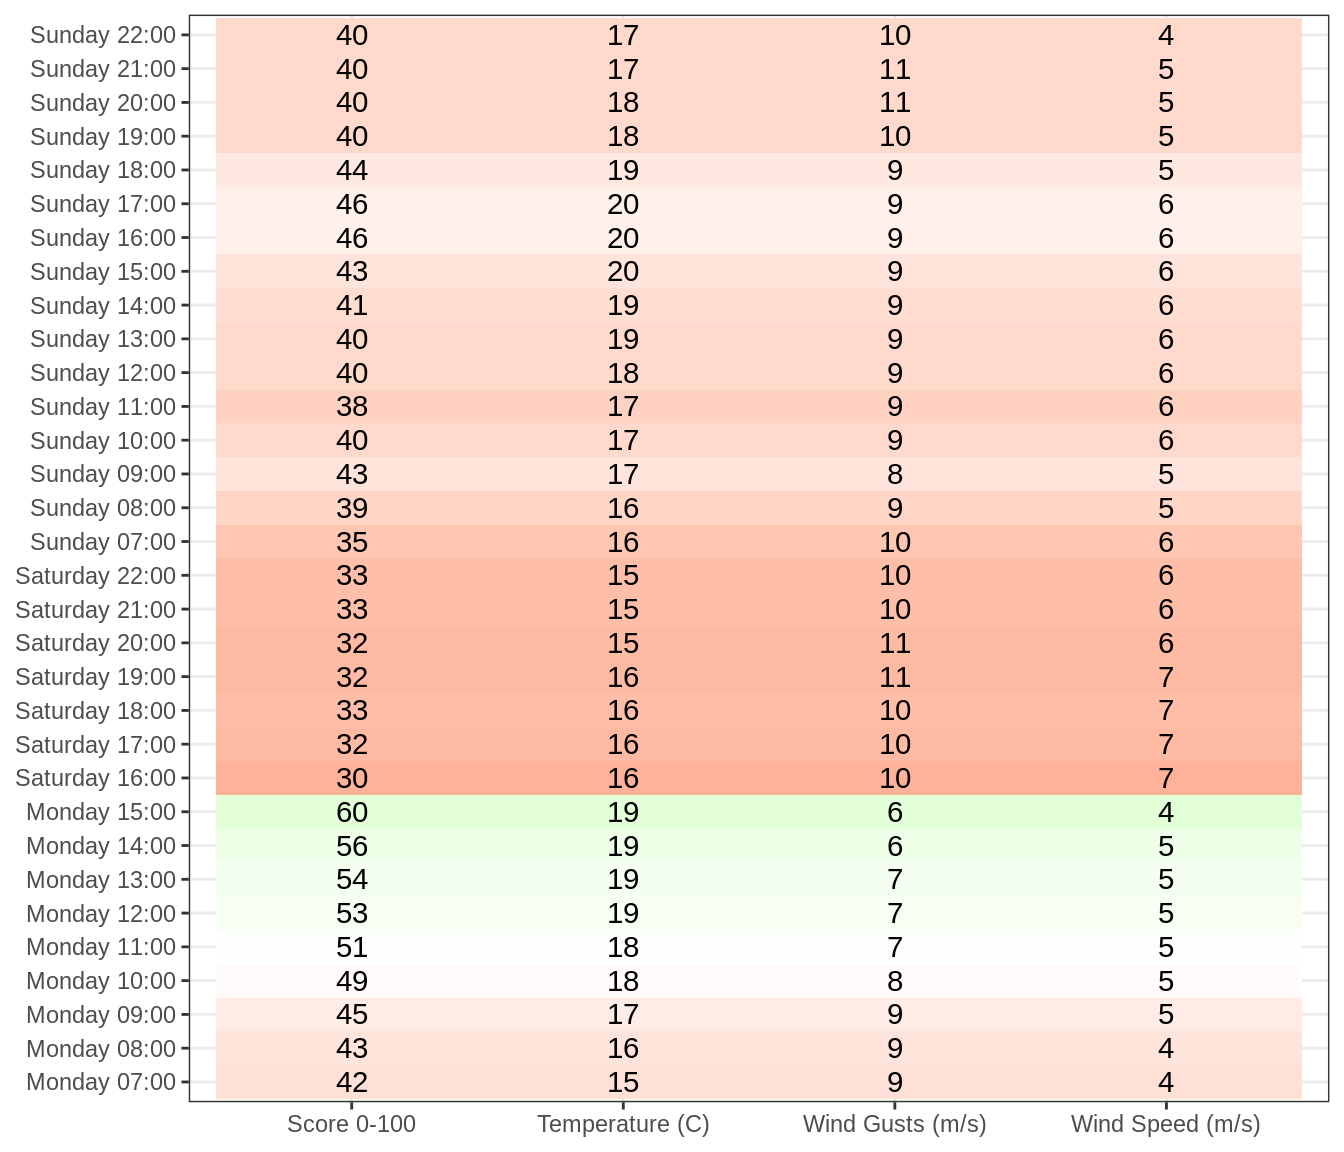 Sunday 22:00 40 17 10 4
Sunday 21:00 40 17 11 5
Sunday 20:00 40 18 11 5
Sunday 19:00 40 18 10 5
Sunday 18:00 44 19 9 5
Sunday 17:00 46 20 9 6
Sunday 16:00 46 20 9 6
Sunday 15:00 43 20 9 6
Sunday 14:00 41 19 9 6
Sunday 13:00 40 19 9 6
Sunday 12:00 40 18 9 6
Sunday 11:00 38 17 9 6
Sunday 10:00 40 17 9 6
Sunday 09:00 43 17 8 5
Sunday 08:00 39 16 9 5
Sunday 07:00 35 16 10 6
Saturday 22:00 33 15 10 6
Saturday 21:00 33 15 10 6
Saturday 20:00 32 15 11 6
Saturday 19:00 32 16 11 7
Saturday 18:00 33 16 10 7
Saturday 17:00 32 16 10 7
Saturday 16:00 30 16 10 7
Monday 15:00 60 19 6 4
Monday 14:00 56 19 6 5
Monday 13:00 54 19 7 5
Monday 12:00 53 19 7 5
Monday 11:00 51 18 7 5
Monday 10:00 49 18 8 5
Monday 09:00 45 17 9 5
Monday 08:00 43 16 9 4
Monday 07:00 42 15 9 4
Score 0-100 Temperature (C) Wind Gusts (m/s) Wind Speed (m/s)